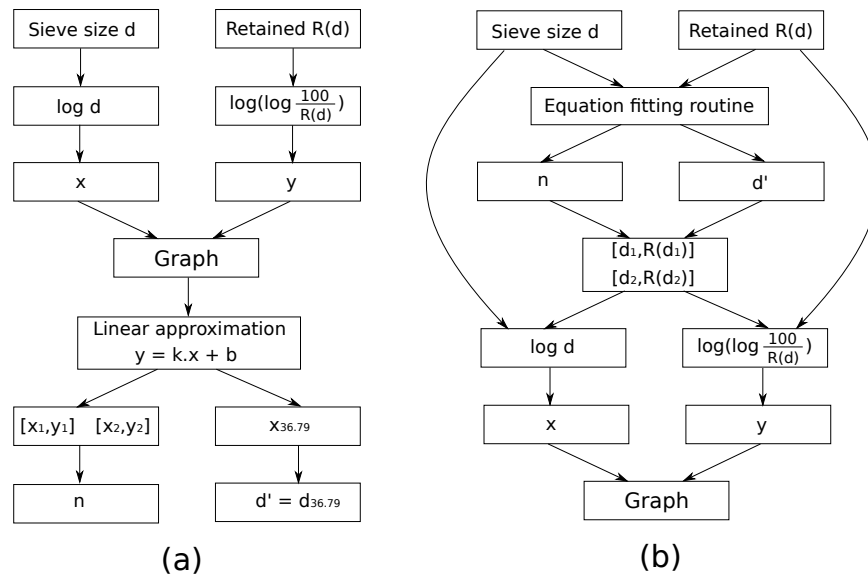 Sieve size d
Retained R(d)
log d
log(log 100/R(d))
x
y
Graph
Linear approximation
y = k.x + b
[x₁,y₁] [x₂,y₂]
x₃₆.₇₉
n
d' = d₃₆.₇₉
(a)
Sieve size d
Retained R(d)
Equation fitting routine
n
d'
[d₁,R(d₁)]
[d₂,R(d₂)]
log d
log(log 100/R(d))
x
y
Graph
(b)